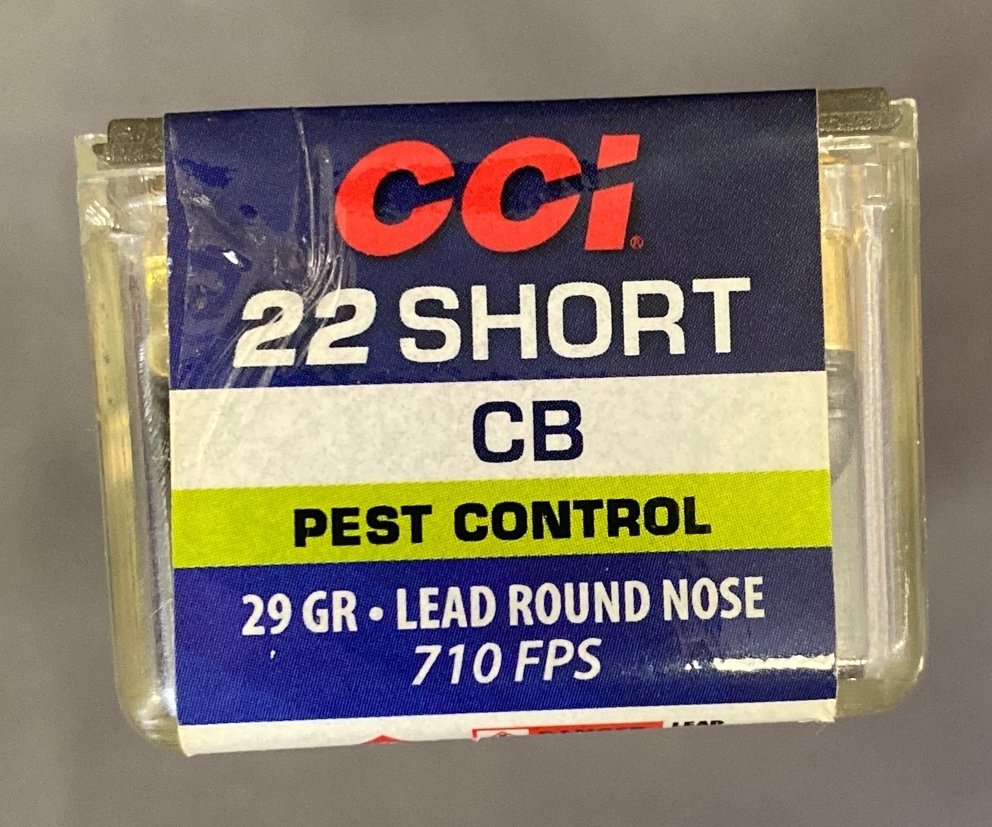 CCi®
22 SHORT
CB
PEST CONTROL
29 GR • LEAD ROUND NOSE
710 FPS